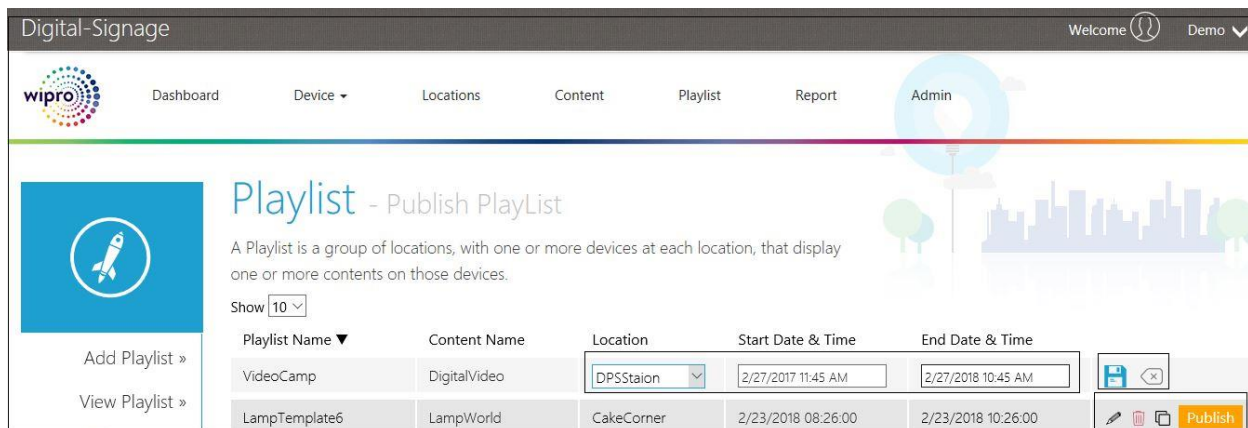 Digital-Signage Welcome Demo
wipro Dashboard Device Locations Content Playlist Report Admin
Playlist - Publish PlayList
A Playlist is a group of locations, with one or more devices at each location, that display
one or more contents on those devices.
Show 10
Playlist Name ▼ Content Name Location Start Date & Time End Date & Time
Add Playlist »
VideoCamp DigitalVideo DPSStaion 2/27/2017 11:45 AM 2/27/2018 10:45 AM
View Playlist »
LampTemplate6 LampWorld CakeCorner 2/23/2018 08:26:00 2/23/2018 10:26:00 Publish